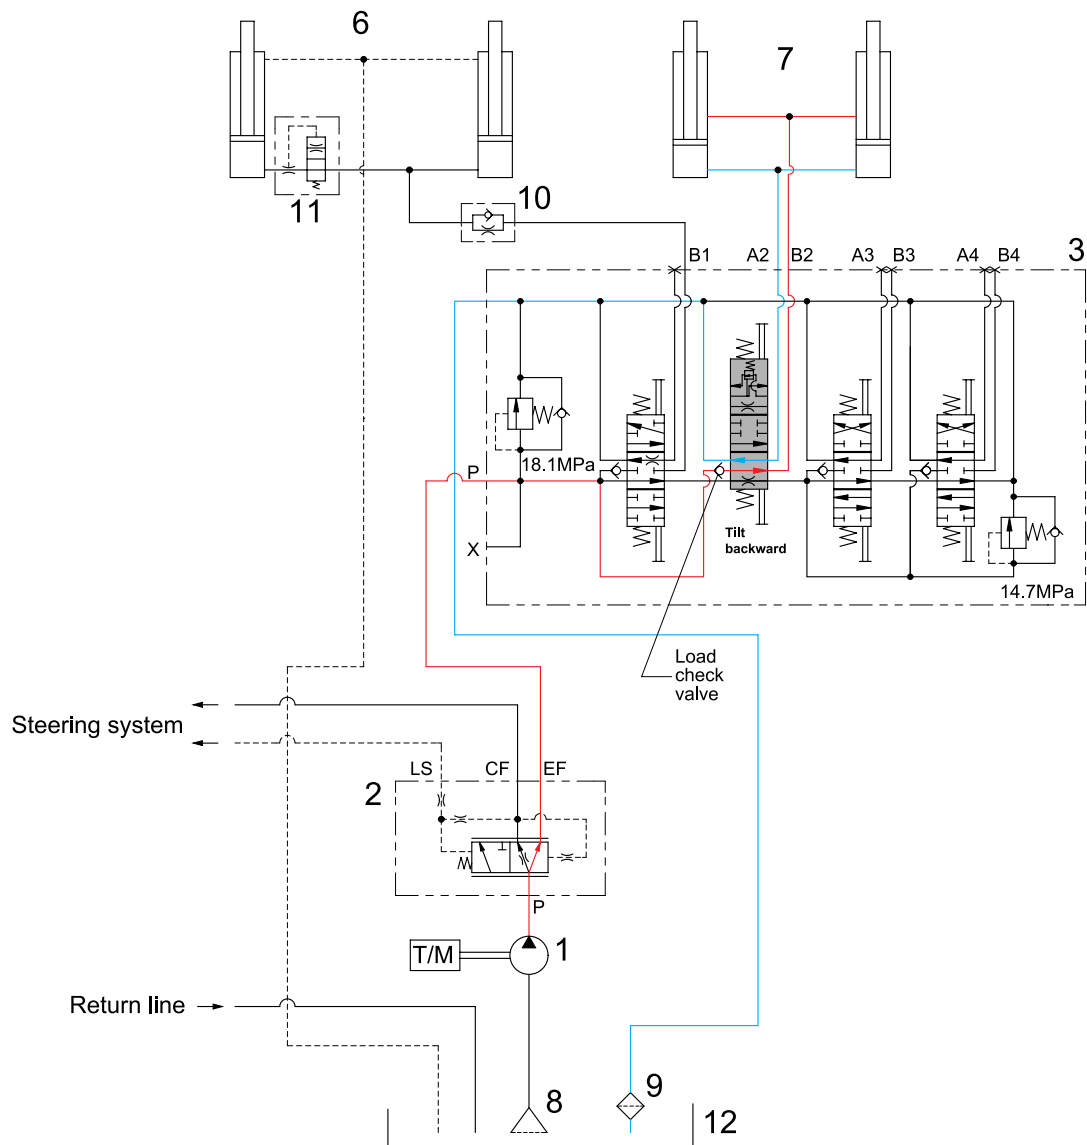 6
7
11
10
B1
A2
B2
A3
B3
A4
B4
3
18.1MPa
P
X
Tilt
backward
14.7MPa
Load
check
valve
Steering system
LS
CF
EF
2
P
T/M
1
Return line
8
9
12